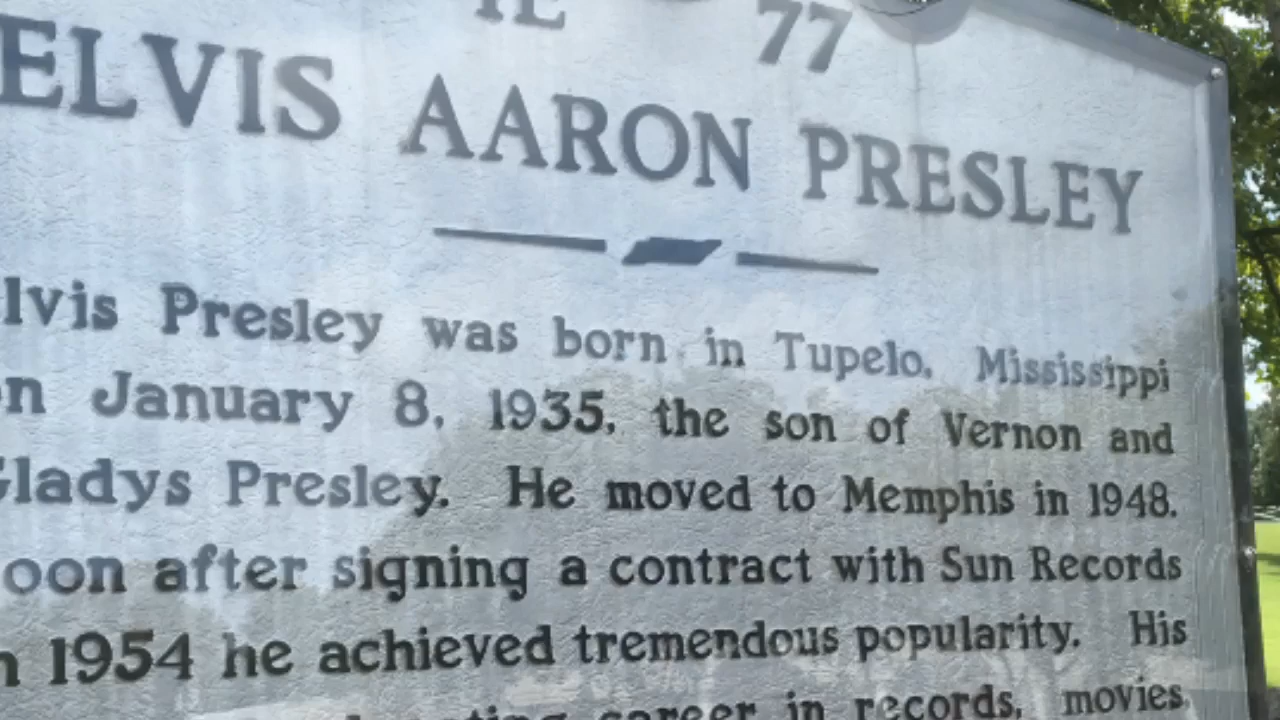 77
ELVIS AARON PRESLEY
lvis Presley was born in Tupelo, Mississippi
n January 8, 1935, the son of Vernon and
Gladys Presley. He moved to Memphis in 1948.
oon after signing a contract with Sun Records
n 1954 he achieved tremendous popularity. His
career in records, movies,